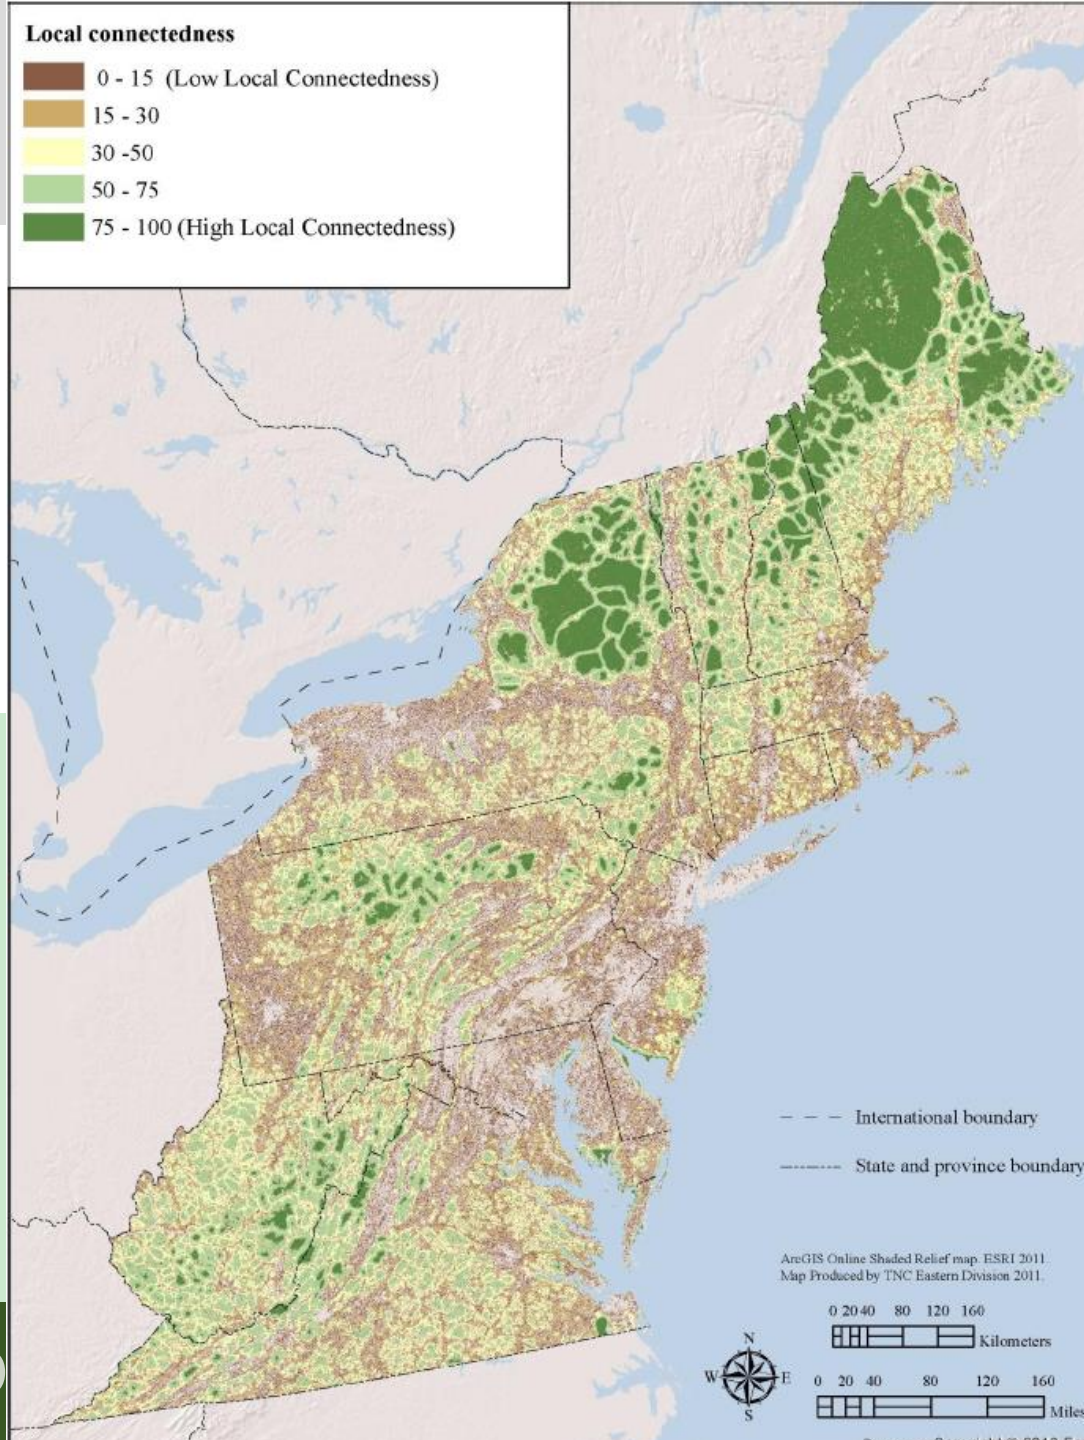 Local connectedness
0 - 15 (Low Local Connectedness)
15 - 30
30 -50
50 - 75
75 - 100 (High Local Connectedness)
International boundary
State and province boundary
ArcGIS Online Shaded Relief map. ESRI 2011.
Map Produced by TNC Eastern Division 2011.
0 20 40 80 120 160
Kilometers
N
W E
S
0 20 40 80 120 160
Miles